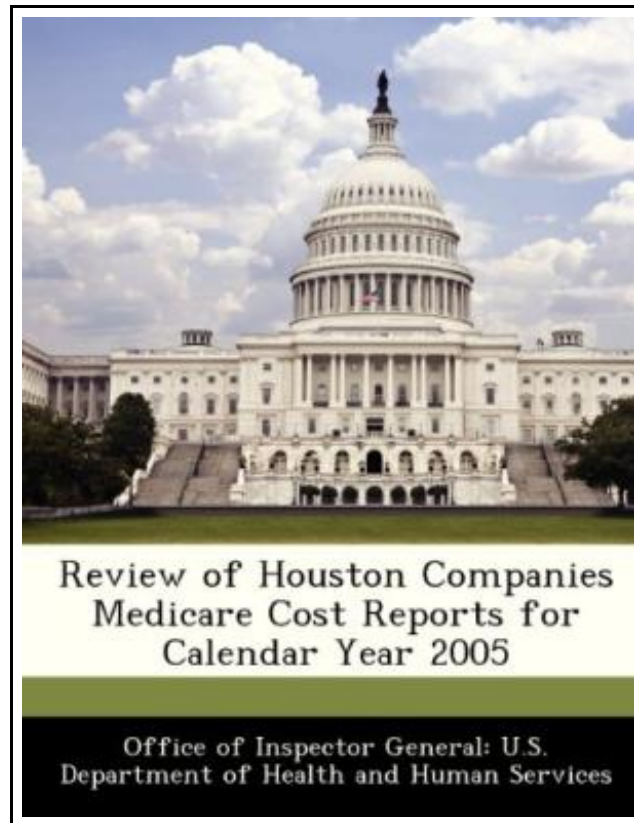 Review of Houston Companies
Medicare Cost Reports for
Calendar Year 2005
Office of Inspector General: U.S.
Department of Health and Human Services